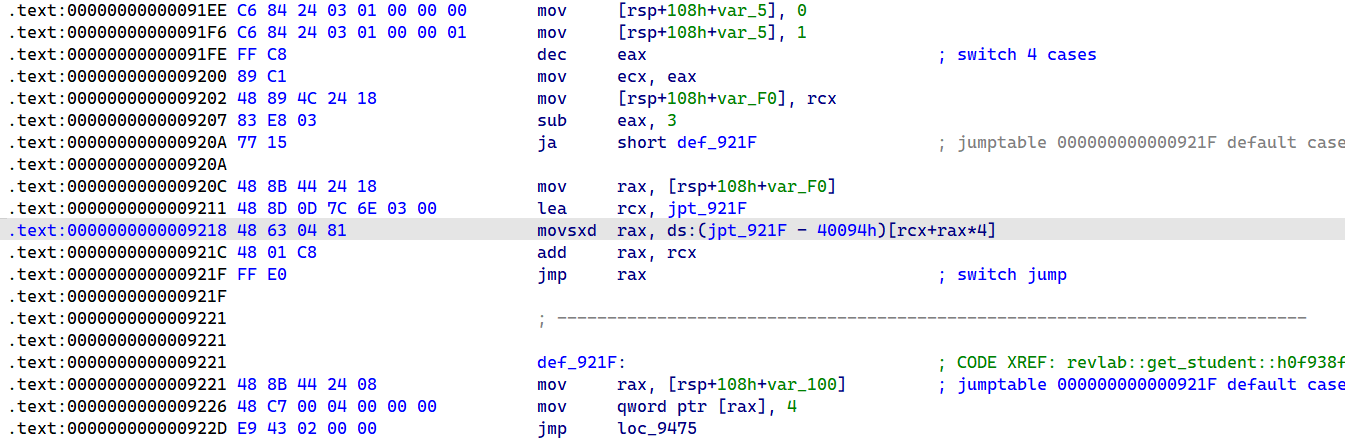 .text:00000000000091EE C6 84 24 03 01 00 00 00 mov [rsp+108h+var_5], 0
.text:00000000000091F6 C6 84 24 03 01 00 00 01 mov [rsp+108h+var_5], 1
.text:00000000000091FE FF C8 dec eax ; switch 4 cases
.text:0000000000009200 89 C1 mov ecx, eax
.text:0000000000009202 48 89 4C 24 18 mov [rsp+108h+var_F0], rcx
.text:0000000000009207 83 E8 03 sub eax, 3
.text:000000000000920A 77 15 ja short def_921F ; jumptable 000000000000921F default case
.text:000000000000920A
.text:000000000000920C 48 8B 44 24 18 mov rax, [rsp+108h+var_F0]
.text:0000000000009211 48 8D 0D 7C 6E 03 00 lea rcx, jpt_921F
.text:0000000000009218 48 63 04 81 movsxd rax, ds:(jpt_921F - 40094h)[rcx+rax*4]
.text:000000000000921C 48 01 C8 add rax, rcx
.text:000000000000921F FF E0 jmp rax ; switch jump
.text:000000000000921F
.text:0000000000009221 ; ---------------------------------------------------------------------------
.text:0000000000009221
.text:0000000000009221 def_921F: ; CODE XREF: revlab::get_student::h0f938f
.text:0000000000009221 48 8B 44 24 08 mov rax, [rsp+108h+var_100] ; jumptable 000000000000921F default case
.text:0000000000009226 48 C7 00 04 00 00 00 mov qword ptr [rax], 4
.text:000000000000922D E9 43 02 00 00 jmp loc_9475